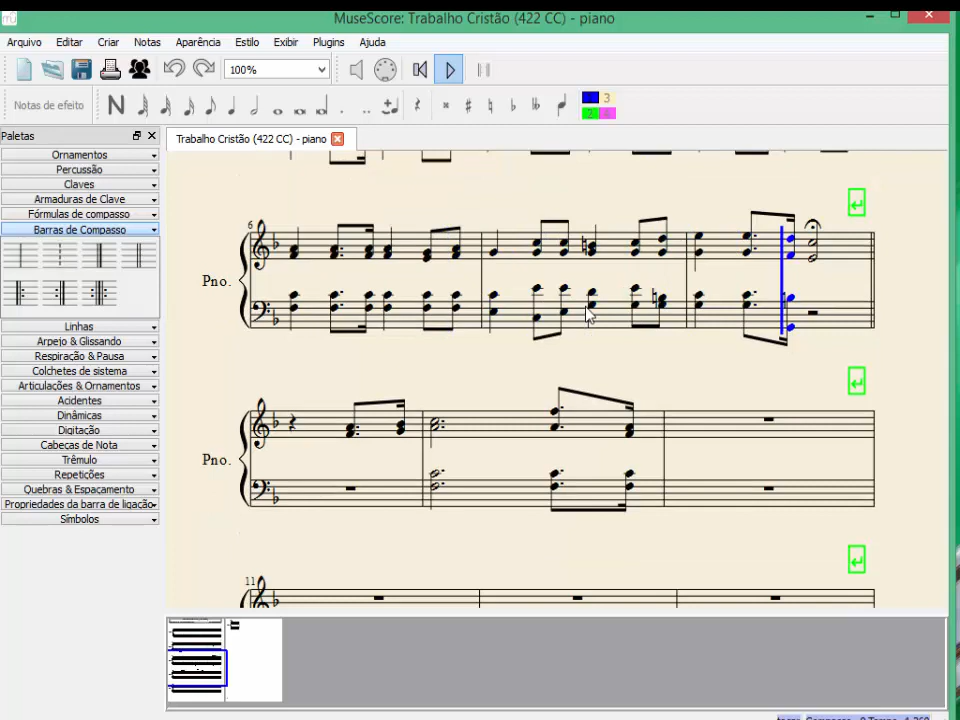 MuseScore: Trabalho Cristão (422 CC) - piano
Arquivo Editar Criar Notas Aparência Estilo Exibir Plugins Ajuda
100%
Notas de efeito
N
1 3
2 4
Paletas
Trabalho Cristão (422 CC) - piano
Ornamentos
Percussão
Claves
Armaduras de Clave
Fórmulas de compasso
Barras de Compasso
Linhas
Arpejo & Glissando
Respiração & Pausa
Colchetes de sistema
Articulações & Ornamentos
Acidentes
Dinâmicas
Digitação
Cabeças de Nota
Trêmulo
Repetições
Quebras & Espaçamento
Propriedades da barra de ligação
Símbolos
6
Pno.
Pno.
11